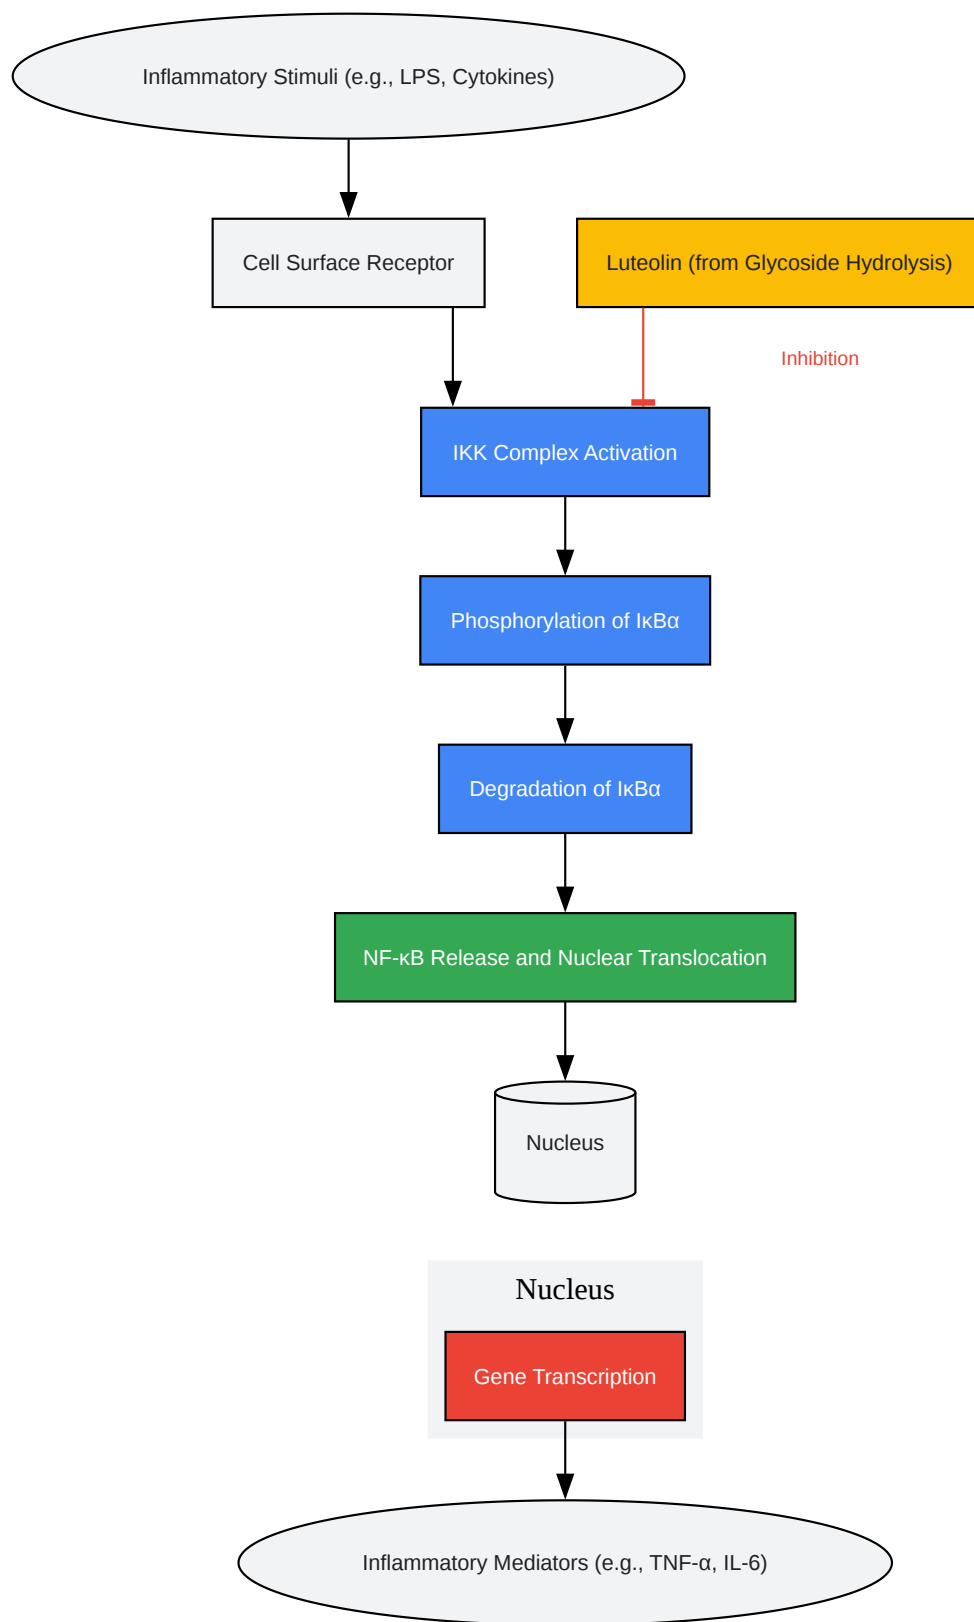 Inflammatory Stimuli (e.g., LPS, Cytokines)
Cell Surface Receptor
Luteolin (from Glycoside Hydrolysis)
Inhibition
IKK Complex Activation
Phosphorylation of IκBα
Degradation of IκBα
NF-κB Release and Nuclear Translocation
Nucleus
Nucleus
Gene Transcription
Inflammatory Mediators (e.g., TNF-α, IL-6)